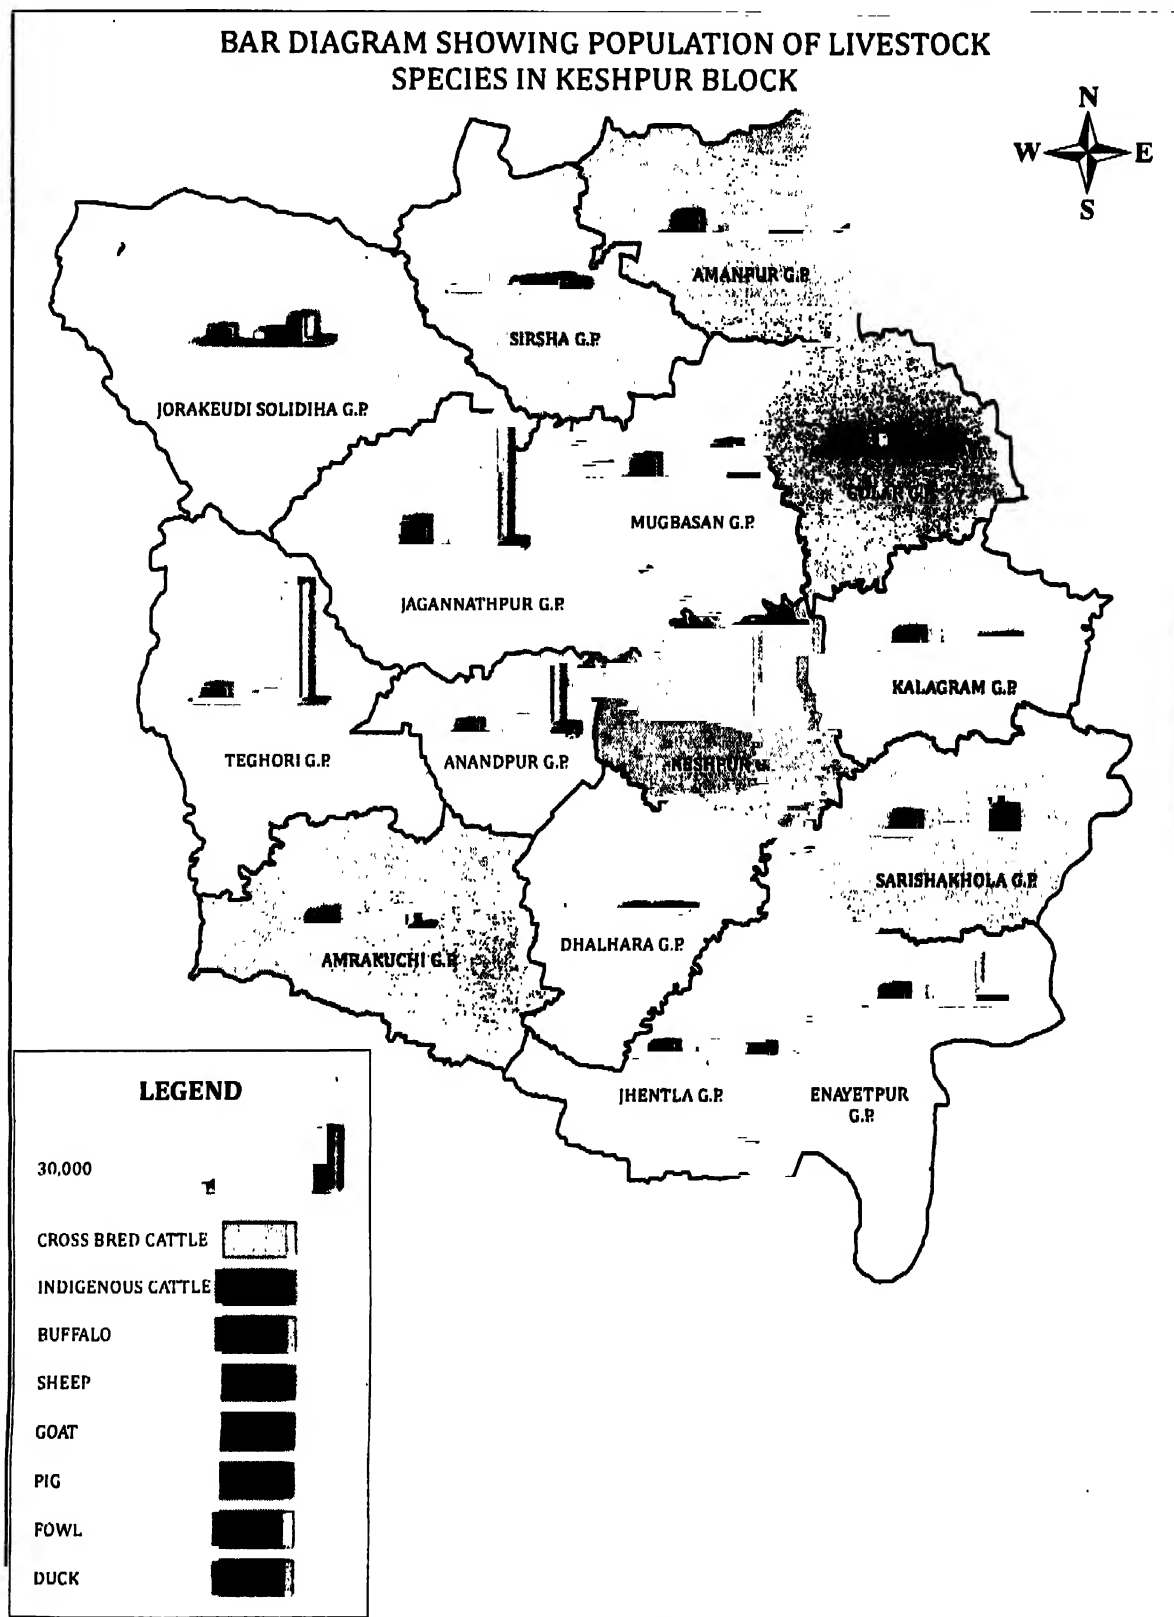 BAR DIAGRAM SHOWING POPULATION OF LIVESTOCK
SPECIES IN KESHPUR BLOCK
N
W
E
S
AMANPUR G.P.
SIRSHA G.P.
JORAKEUDI SOLIDIHA G.P.
GOLAR G.P.
MUGBASAN G.P.
JAGANNATHPUR G.P.
KALAGRAM G.P.
TEGHORI G.P.
ANANDPUR G.P.
KESHPUR
SARISHAKHOLA G.P.
DHALHARA G.P.
AMRAKUCHI G.P.
JHENTLA G.P.
ENAYETPUR
G.P.
LEGEND
30,000
CROSS BRED CATTLE
INDIGENOUS CATTLE
BUFFALO
SHEEP
GOAT
PIG
FOWL
DUCK